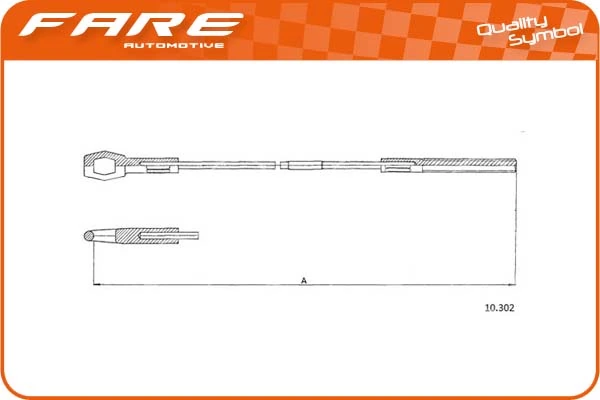 FARE
AUTOMOTIVE
Quality
Symbol
A
10.302